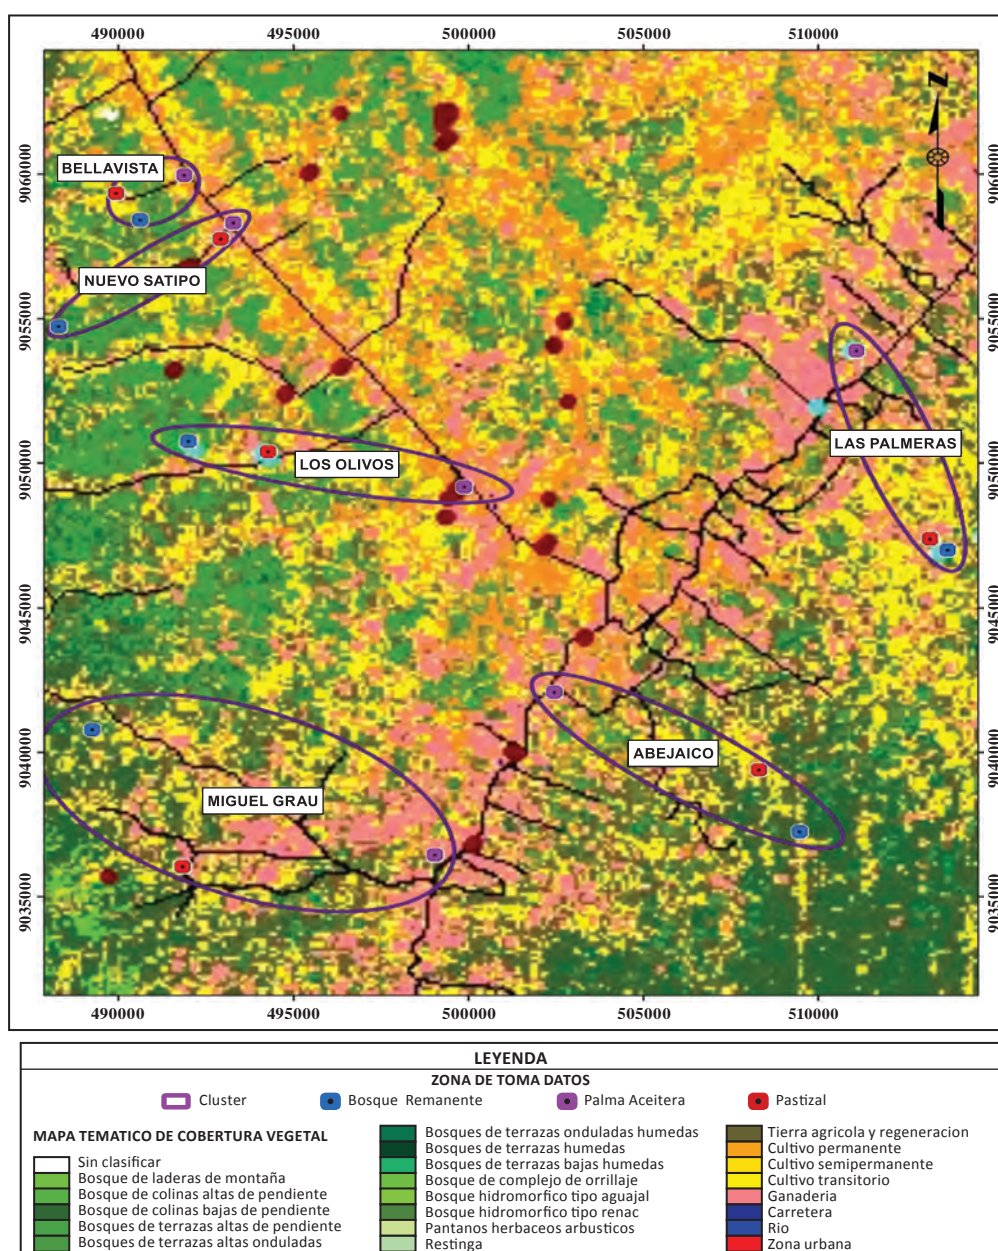 490000 495000 500000 505000 510000
N
9060000 9060000
9055000 9055000
9050000 9050000
9045000 9045000
9040000 9040000
9035000 9035000
BELLAVISTA
NUEVO SATIPO
LAS PALMERAS
LOS OLIVOS
ABEJAICO
MIGUEL GRAU
490000 495000 500000 505000 510000
LEYENDA
ZONA DE TOMA DATOS
Cluster Bosque Remanente Palma Aceitera Pastizal
MAPA TEMATICO DE COBERTURA VEGETAL
Sin clasificar
Bosque de laderas de montaña
Bosque de colinas altas de pendiente
Bosque de colinas bajas de pendiente
Bosques de terrazas altas de pendiente
Bosques de terrazas altas onduladas
Bosques de terrazas onduladas humedas
Bosques de terrazas humedas
Bosques de terrazas bajas humedas
Bosque de complejo de orrillaje
Bosque hidromorfico tipo aguajal
Bosque hidromorfico tipo renac
Pantanos herbaceos arbusticos
Restinga
Tierra agricola y regeneracion
Cultivo permanente
Cultivo semipermanente
Cultivo transitorio
Ganaderia
Carretera
Rio
Zona urbana